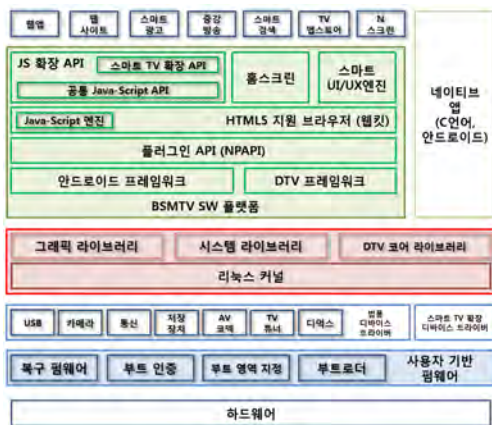 웹앱
웹
사이트
스마트
광고
증강
방송
스마트
검색
TV
앱스토어
N
스크린
JS 확장 API
스마트 TV 확장 API
공통 Java-Script API
홈스크린
스마트
UI/UX엔진
네이티브
앱
(C언어,
안드로이드)
Java-Script 엔진
HTML5 지원 브라우저 (웹킷)
플러그인 API (NPAPI)
안드로이드 프레임워크
DTV 프레임워크
BSMTV SW 플랫폼
그래픽 라이브러리
시스템 라이브러리
DTV 코어 라이브러리
리눅스 커널
USB
카메라
통신
저장
장치
AV
코덱
TV
튜너
디먹스
범용
디바이스
드라이버
스마트 TV 확장
디바이스 드라이버
복구 펌웨어
부트 인증
부트 영역 지정
부트로더
사용자 기반
펌웨어
하드웨어